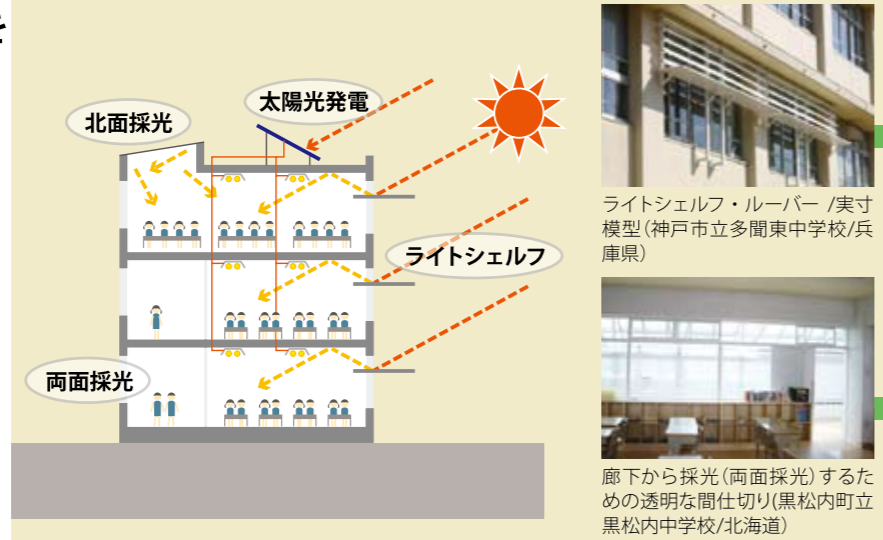 を
太陽光発電
北面採光
ライトシェルフ
両面採光
ライトシェルフ・ルーバー /実寸
模型(神戸市立多聞東中学校/兵
庫県)
廊下から採光(両面採光)するた
めの透明な間仕切り(黒松内町立
黒松内中学校/北海道)